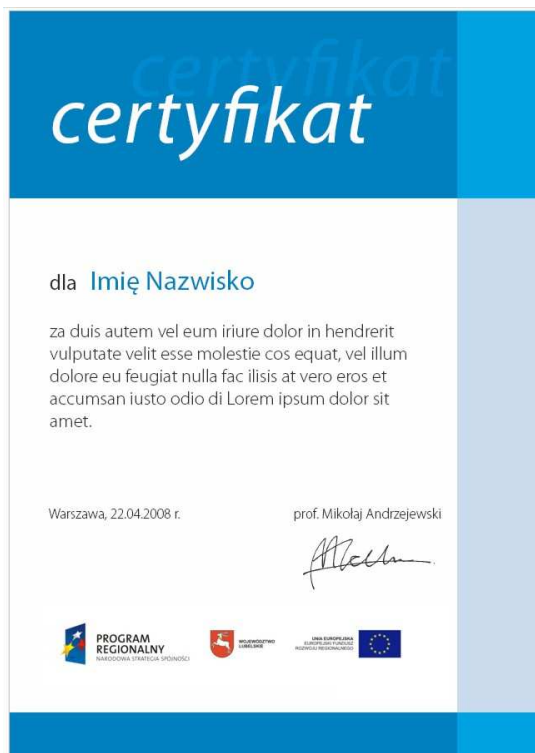 certyfikat
certyfikat
dla Imię Nazwisko
za duis autem vel eum iriure dolor in hendrerit
vulputate velit esse molestie cos equat, vel illum
dolore eu feugiat nulla fac ilisis at vero eros et
accumsan iusto odio di Lorem ipsum dolor sit
amet.
Warszawa, 22.04.2008 r.
prof. Mikołaj Andrzejewski
PROGRAM
REGIONALNY
NARODOWA STRATEGIA SPÓJNOŚCI
WOJEWÓDZTWO
LUBELSKIE
UNIA EUROPEJSKA
EUROPEJSKI FUNDUSZ
ROZWOJU REGIONALNEGO